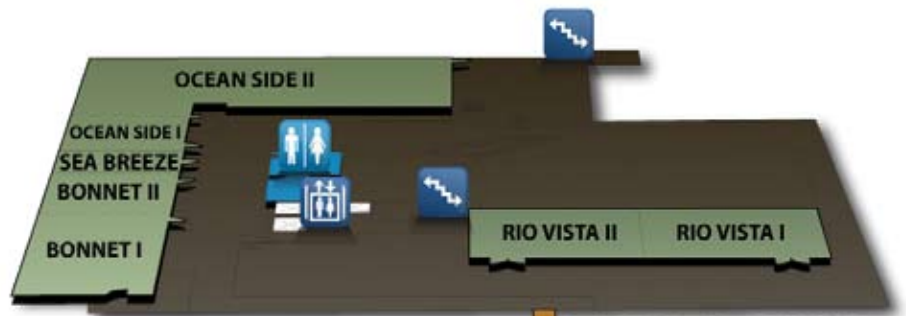 OCEAN SIDE II
OCEAN SIDE I
SEA BREEZE
BONNET II
BONNET I
RIO VISTA II
RIO VISTA I